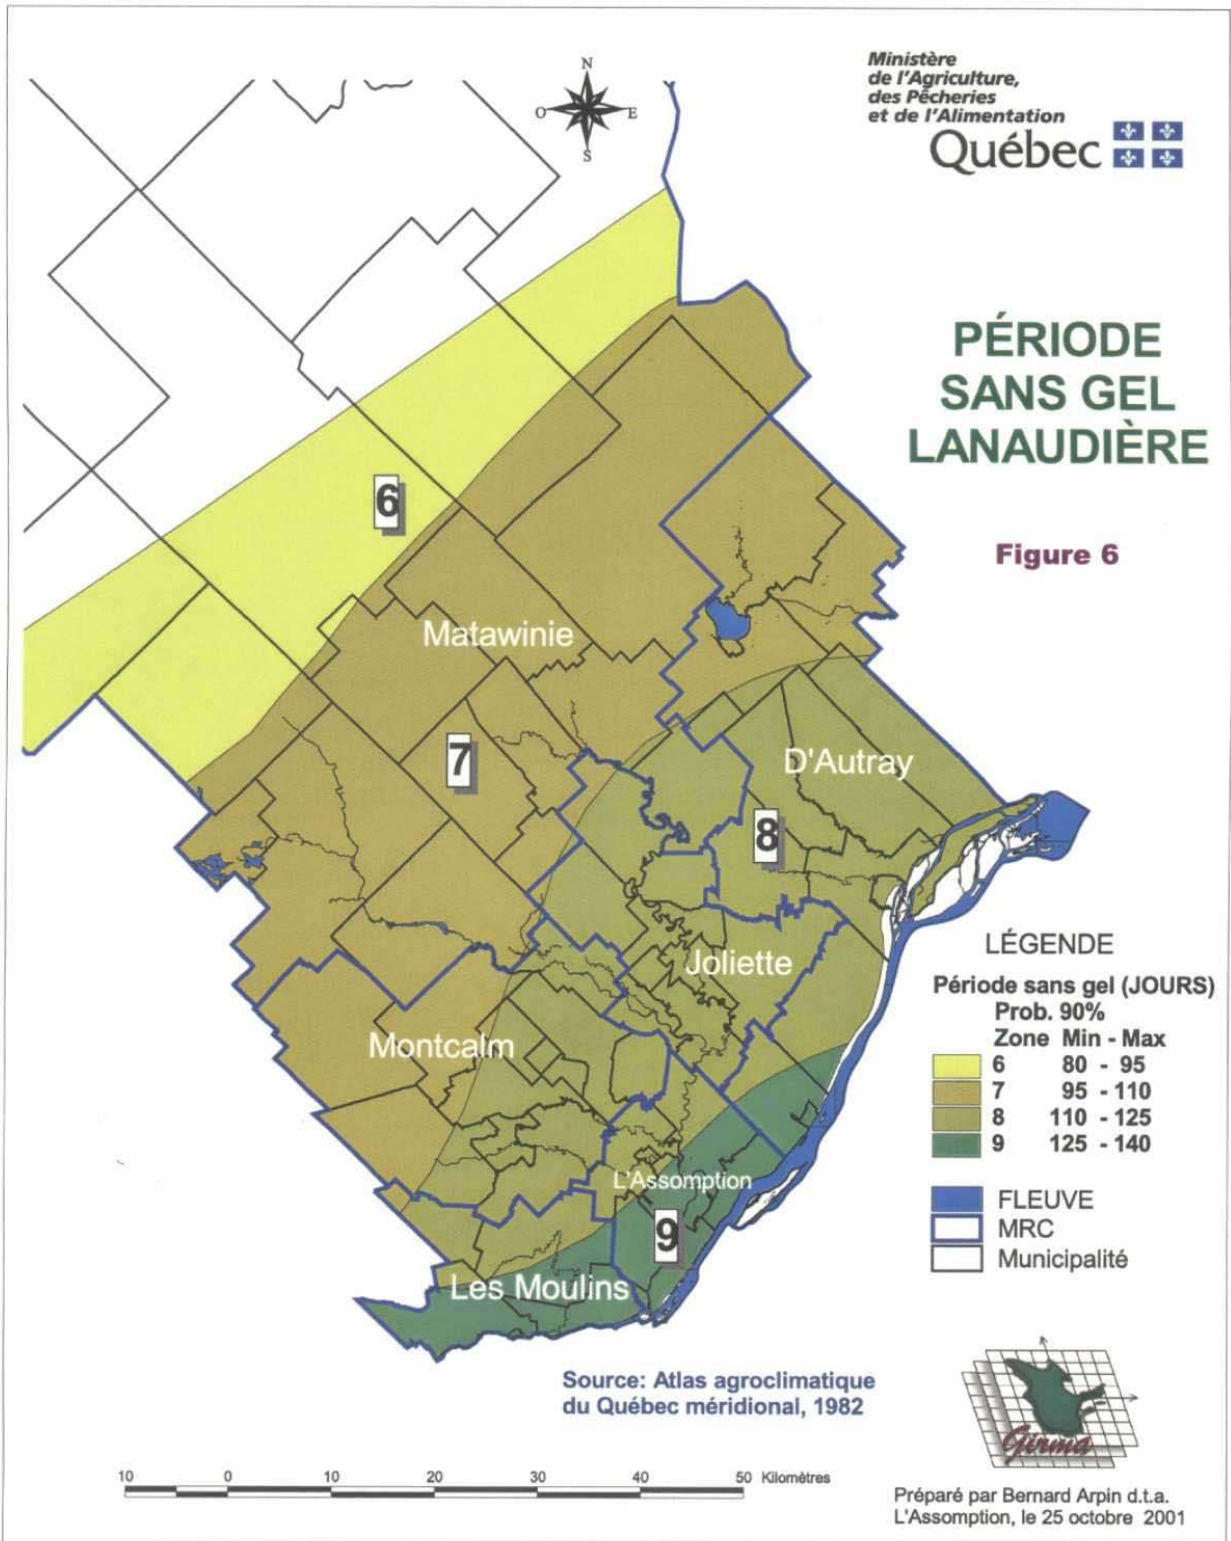 Ministère
de l'Agriculture,
des Pêcheries
et de l'Alimentation
Québec
N
O
E
S
PÉRIODE
SANS GEL
LANAUDIÈRE
Figure 6
6
Matawinie
7
D'Autray
8
Joliette
Montcalm
L'Assomption
9
Les Moulins
LÉGENDE
Période sans gel (JOURS)
Prob. 90%
Zone Min - Max
6 80 - 95
7 95 - 110
8 110 - 125
9 125 - 140
FLEUVE
MRC
Municipalité
Source: Atlas agroclimatique
du Québec méridional, 1982
Girma
10 0 10 20 30 40 50 Kilomètres
Préparé par Bernard Arpin d.t.a.
L'Assomption, le 25 octobre 2001